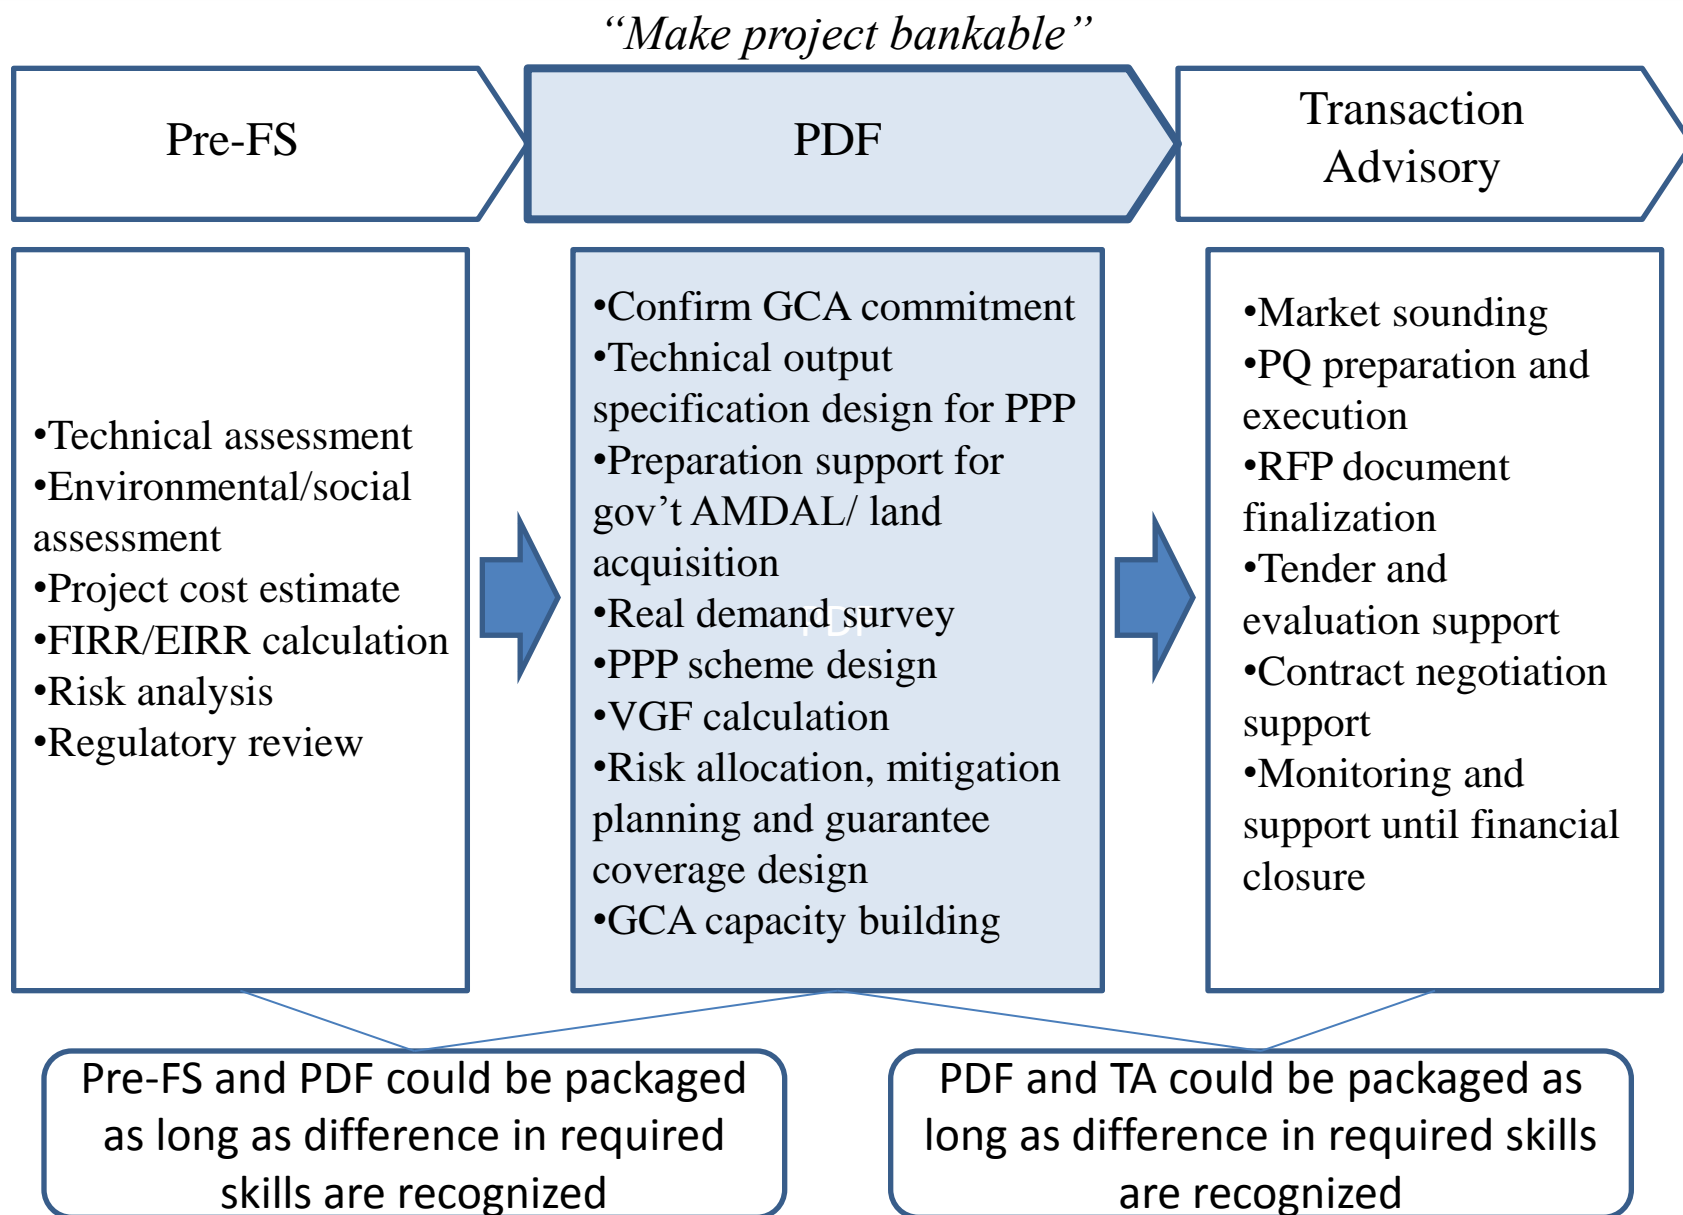 “Make project bankable”
Pre-FS
PDF
Transaction
Advisory
•Technical assessment
•Environmental/social
assessment
•Project cost estimate
•FIRR/EIRR calculation
•Risk analysis
•Regulatory review
•Confirm GCA commitment
•Technical output
specification design for PPP
•Preparation support for
gov’t AMDAL/ land
acquisition
•Real demand survey
PDF
•PPP scheme design
•VGF calculation
•Risk allocation, mitigation
planning and guarantee
coverage design
•GCA capacity building
•Market sounding
•PQ preparation and
execution
•RFP document
finalization
•Tender and
evaluation support
•Contract negotiation
support
•Monitoring and
support until financial
closure
Pre-FS and PDF could be packaged
as long as difference in required
skills are recognized
PDF and TA could be packaged as
long as difference in required skills
are recognized